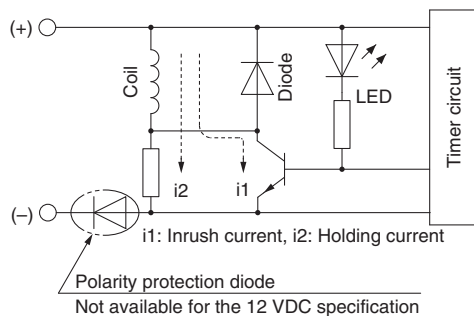 (+)
Coil
Diode
LED
Timer circuit
i2
i1
(–)
i1: Inrush current, i2: Holding current
Polarity protection diode
Not available for the 12 VDC specification